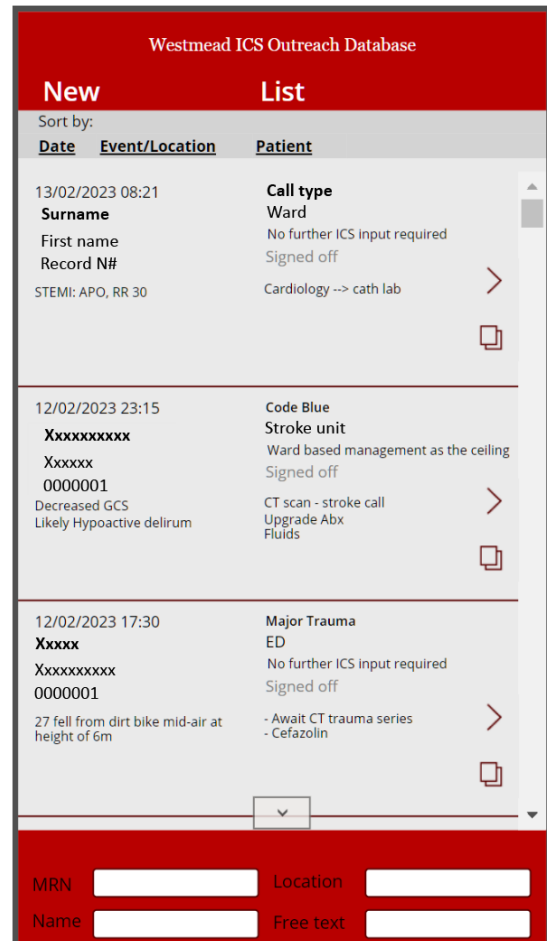 Westmead ICS Outreach Database
New List
Sort by:
Date Event/Location Patient
13/02/2023 08:21
Surname
First name
Record N#
STEMI: APO, RR 30
Call type
Ward
No further ICS input required
Signed off
Cardiology --> cath lab
12/02/2023 23:15
Xxxxxxxxxx
Xxxxxx
0000001
Decreased GCS
Likely Hypoactive delirum
Code Blue
Stroke unit
Ward based management as the ceiling
Signed off
CT scan - stroke call
Upgrade Abx
Fluids
12/02/2023 17:30
Xxxxx
Xxxxxxxxxx
0000001
27 fell from dirt bike mid-air at
height of 6m
Major Trauma
ED
No further ICS input required
Signed off
- Await CT trauma series
- Cefazolin
MRN Location
Name Free text